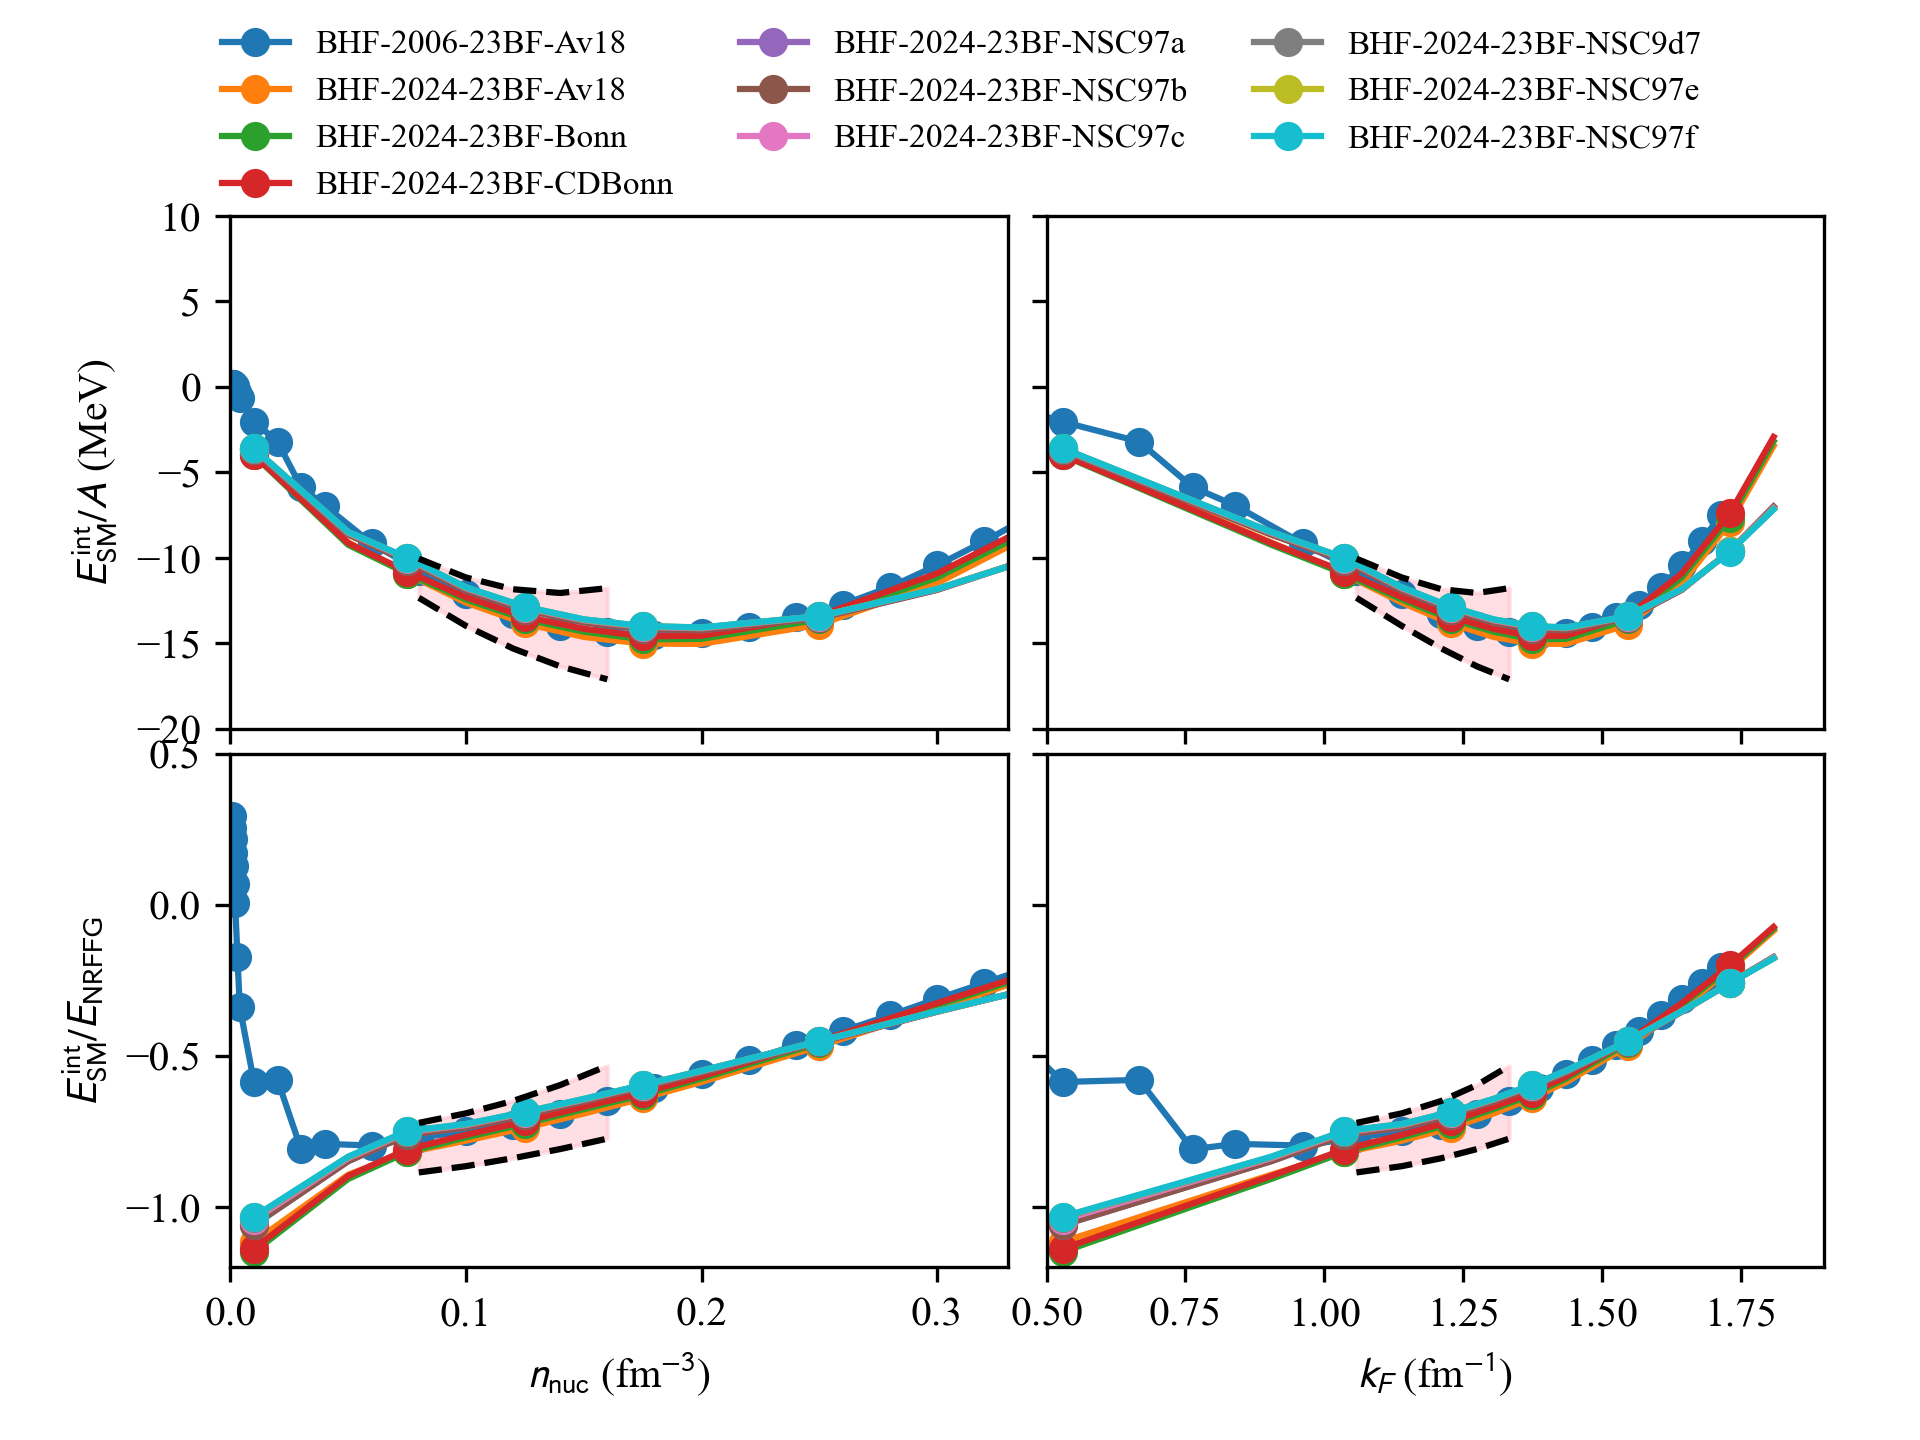 BHF-2006-23BF-Av18
BHF-2024-23BF-Av18
BHF-2024-23BF-Bonn
BHF-2024-23BF-CDBonn
BHF-2024-23BF-NSC97a
BHF-2024-23BF-NSC97b
BHF-2024-23BF-NSC97c
BHF-2024-23BF-NSC9d7
BHF-2024-23BF-NSC97e
BHF-2024-23BF-NSC97f
10
5
0
−5
−10
−15
−20
E_SM^int/A (MeV)
0.5
0.0
−0.5
−1.0
E_SM^int/E_NRFFG
0.0 0.1 0.2 0.3
n_nuc (fm⁻³)
0.50 0.75 1.00 1.25 1.50 1.75
k_F (fm⁻¹)